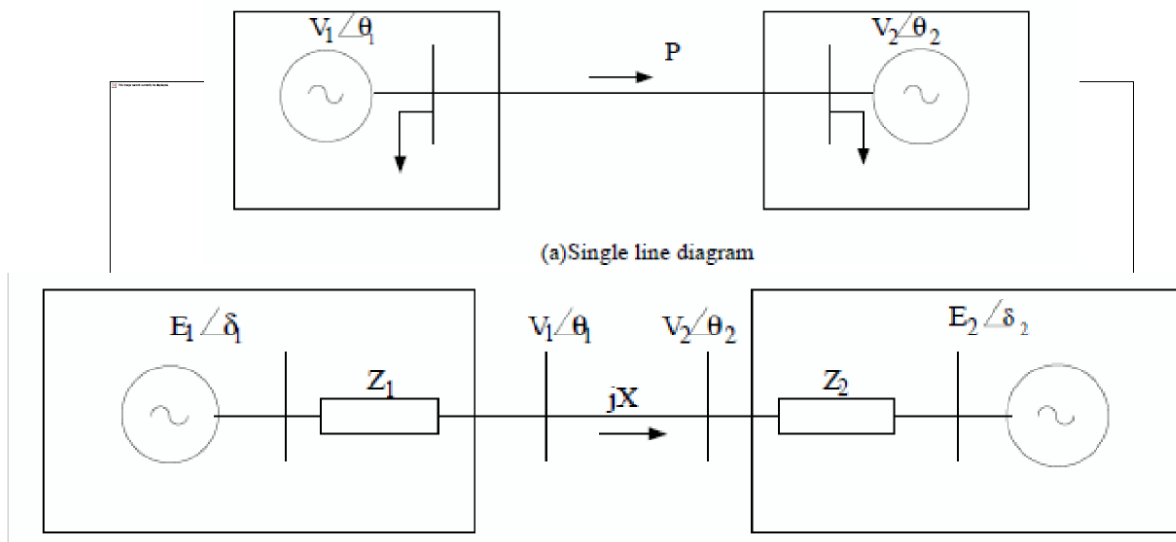 V₁∠θ₁ V₂∠θ₂
P
(a)Single line diagram
E₁∠δ₁ V₁∠θ₁ V₂∠θ₂ E₂∠δ₂
Z₁ jX Z₂